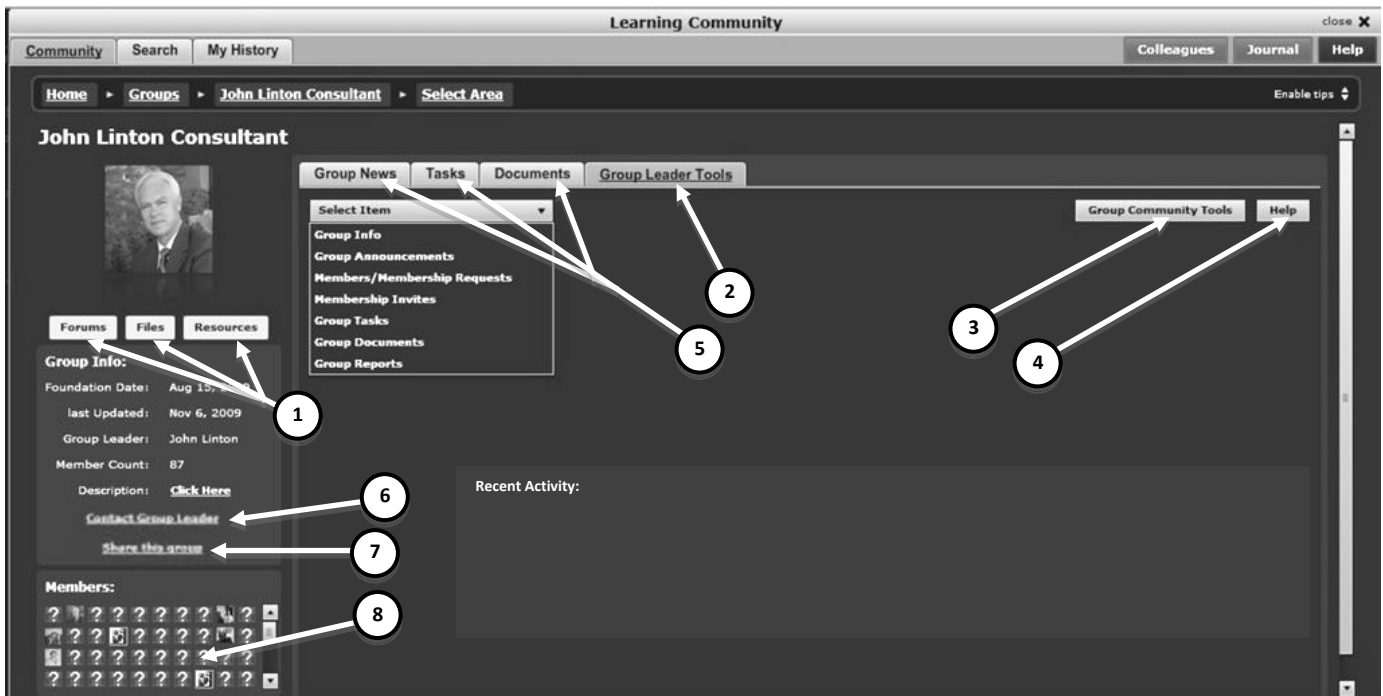 Learning Community
close ✖
Community Search My History
Colleagues Journal Help
Home ▸ Groups ▸ John Linton Consultant ▸ Select Area
Enable tips
John Linton Consultant
Group News Tasks Documents Group Leader Tools
Select Item
Group Info
Group Announcements
Members/Membership Requests
Membership Invites
Group Tasks
Group Documents
Group Reports
Group Community Tools Help
2
3
4
5
Forums Files Resources
Group Info:
Foundation Date: Aug 15,
1
last Updated: Nov 6, 2009
Group Leader: John Linton
Member Count: 87
Description: Click Here
6
Contact Group Leader
7
Share this group
Recent Activity:
Members:
8
? ? ? ? ? ? ? ? ?
? ? ? ? ? ? ?
? ? ? ? ? ? ? ? ?
? ? ? ? ? ? ? ? ?